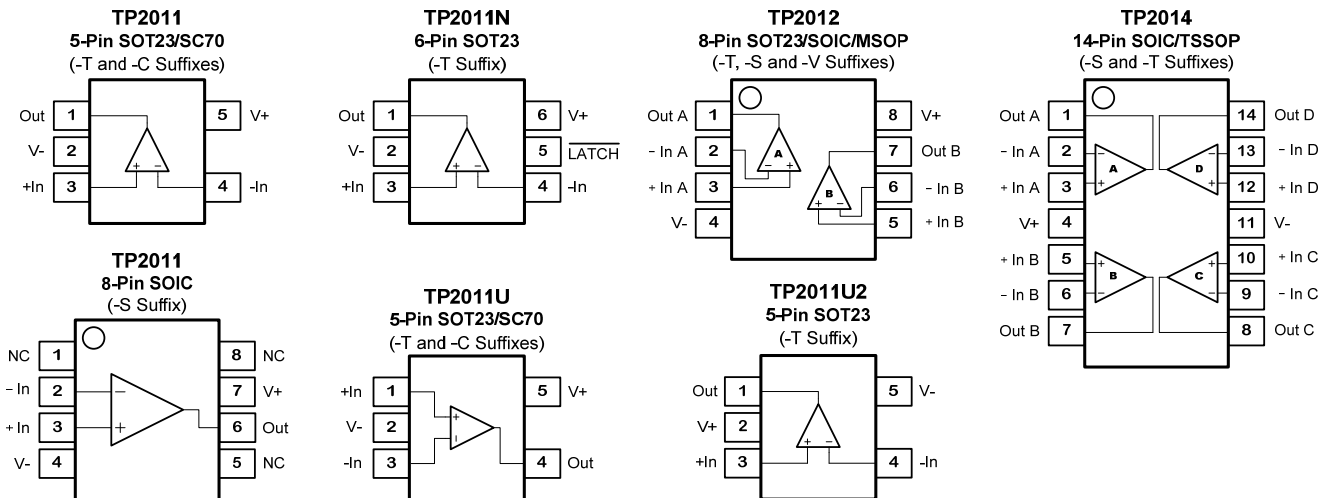 TP2011
5-Pin SOT23/SC70
(-T and -C Suffixes)
Out 1 5 V+
V- 2
+In 3 4 -In
+ −
TP2011N
6-Pin SOT23
(-T Suffix)
Out 1 6 V+
V- 2 5 LATCH
+In 3 4 -In
+ −
TP2012
8-Pin SOT23/SOIC/MSOP
(-T, -S and -V Suffixes)
Out A 1 8 V+
− In A 2 7 Out B
+ In A 3 6 − In B
V- 4 5 + In B
A
− +
B
+ −
TP2014
14-Pin SOIC/TSSOP
(-S and -T Suffixes)
Out A 1 14 Out D
− In A 2 13 − In D
+ In A 3 12 + In D
V+ 4 11 V-
+ In B 5 10 + In C
− In B 6 9 − In C
Out B 7 8 Out C
− A + − D +
+ B − + C −
TP2011
8-Pin SOIC
(-S Suffix)
NC 1 8 NC
− In 2 7 V+
+ In 3 6 Out
V- 4 5 NC
−
+
TP2011U
5-Pin SOT23/SC70
(-T and -C Suffixes)
+In 1 5 V+
V- 2
-In 3 4 Out
+
−
TP2011U2
5-Pin SOT23
(-T Suffix)
Out 1 5 V-
V+ 2
+In 3 4 -In
+ −